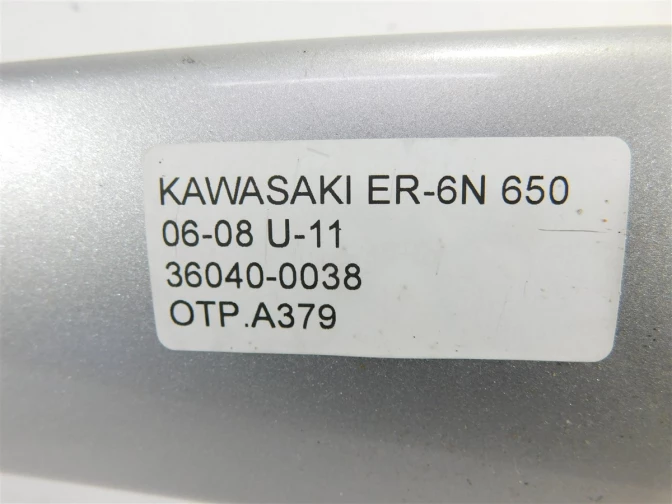 KAWASAKI ER-6N 650
06-08 U-11
36040-0038
OTP.A379